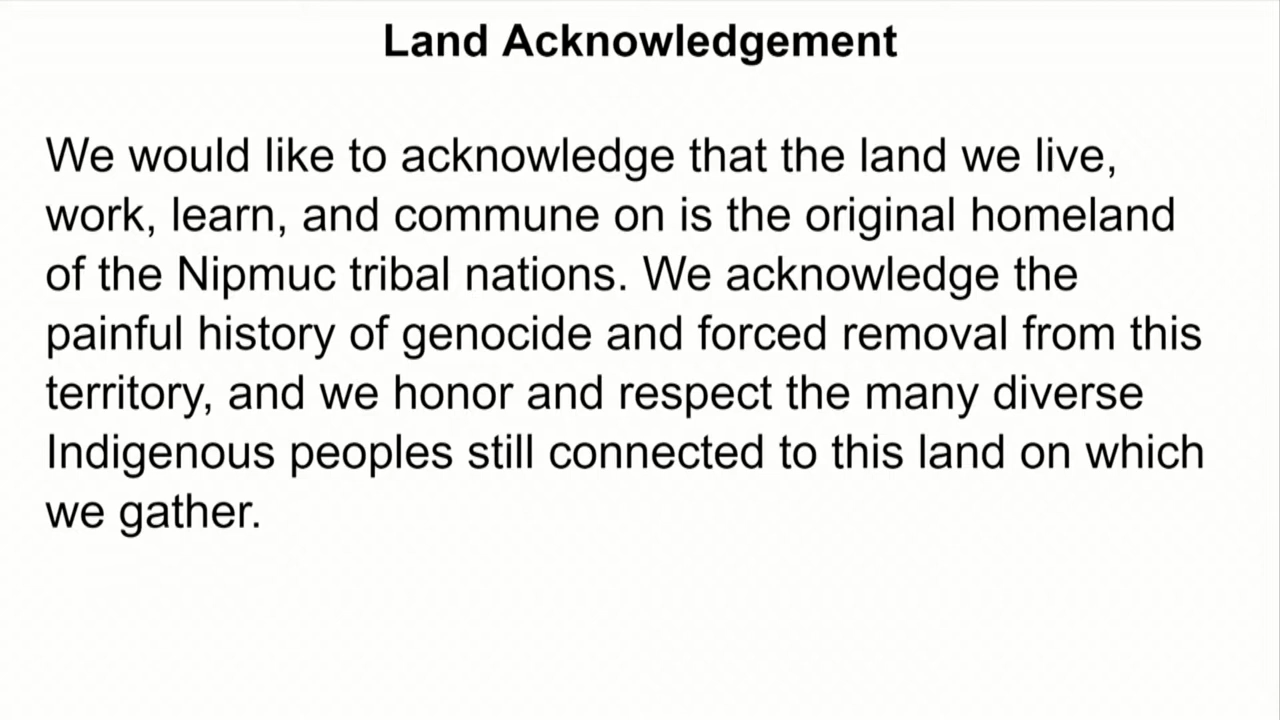 Land Acknowledgement
We would like to acknowledge that the land we live,
work, learn, and commune on is the original homeland
of the Nipmuc tribal nations. We acknowledge the
painful history of genocide and forced removal from this
territory, and we honor and respect the many diverse
Indigenous peoples still connected to this land on which
we gather.